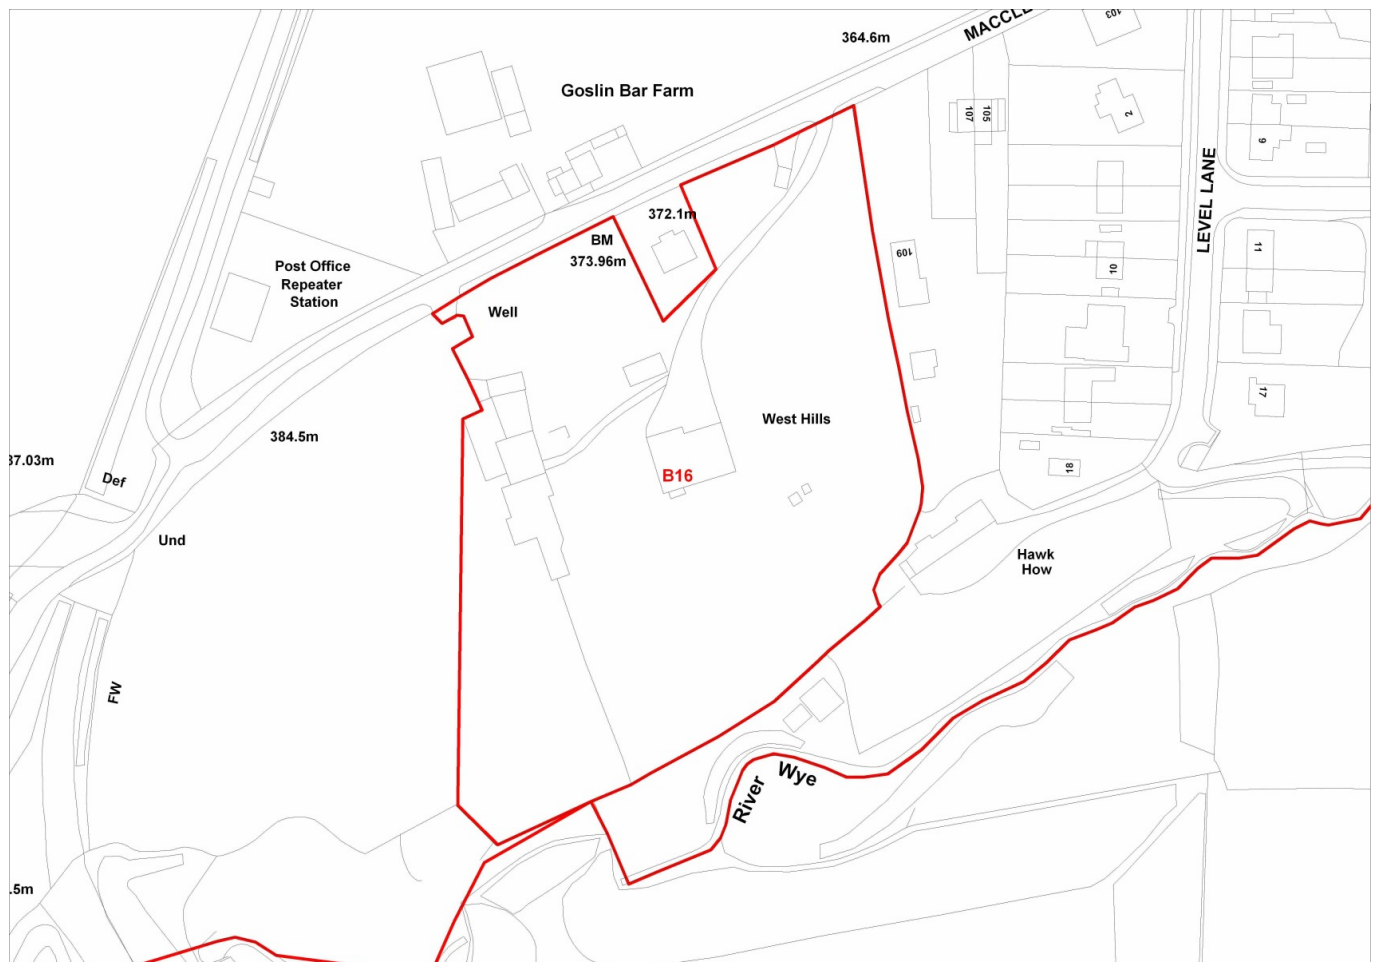 364.6m
MACCLE
103
Goslin Bar Farm
107
105
2
9
LEVEL LANE
372.1m
BM
373.96m
109
10
11
Post Office
Repeater
Station
Well
17
West Hills
384.5m
37.03m
Def
B16
18
Und
Hawk
How
FW
River Wye
.5m